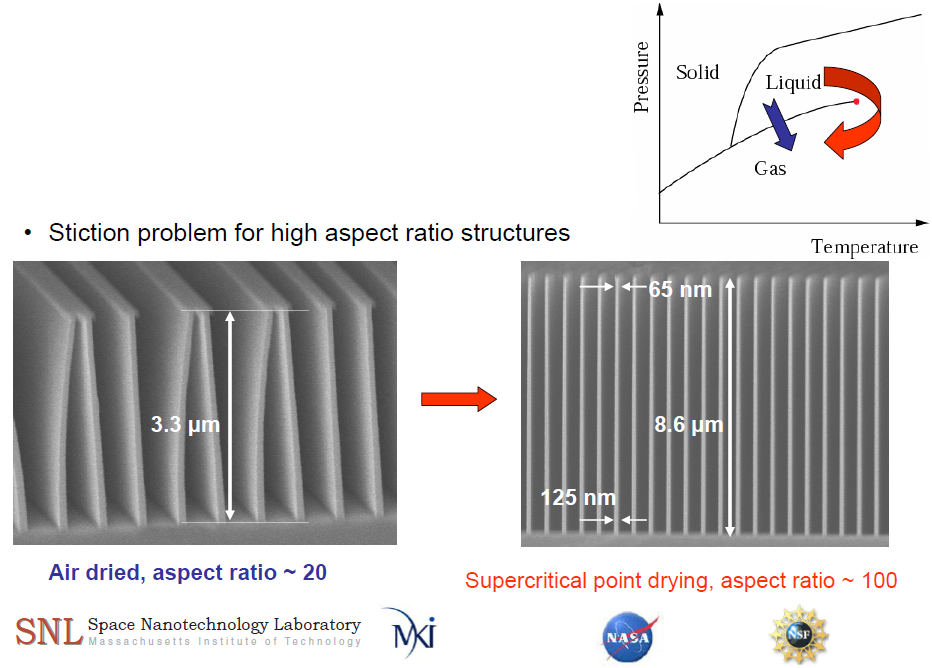 Pressure
Solid
Liquid
Gas
Temperature
• Stiction problem for high aspect ratio structures
3.3 µm
65 nm
8.6 µm
125 nm
Air dried, aspect ratio ~ 20
Supercritical point drying, aspect ratio ~ 100
SNL Space Nanotechnology Laboratory
Massachusetts Institute of Technology
MKI
NASA
NSF